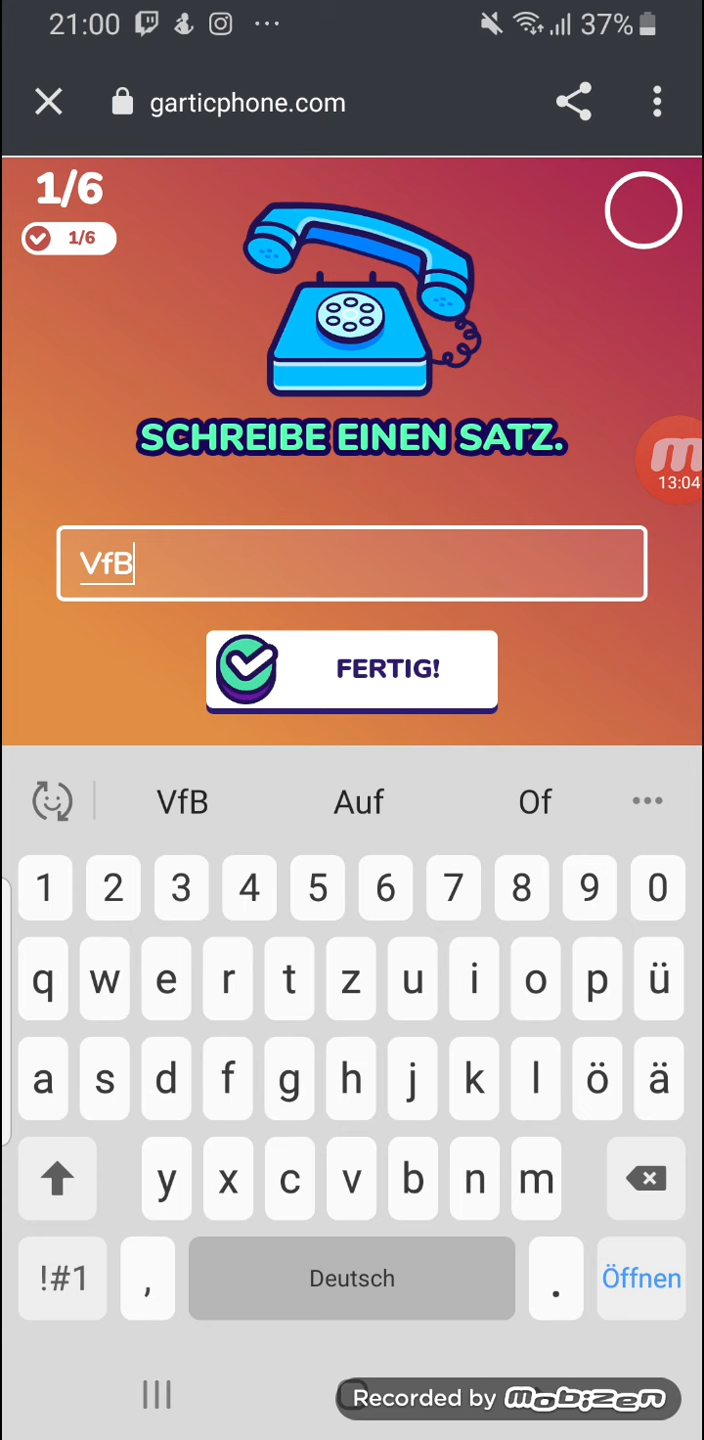 21:00 37%
garticphone.com
1/6
1/6
SCHREIBE EINEN SATZ.
13:04
VfB
FERTIG!
VfB Auf Of
1 2 3 4 5 6 7 8 9 0
q w e r t z u i o p ü
a s d f g h j k l ö ä
y x c v b n m
!#1 , Deutsch . Öffnen
Recorded by mobizen